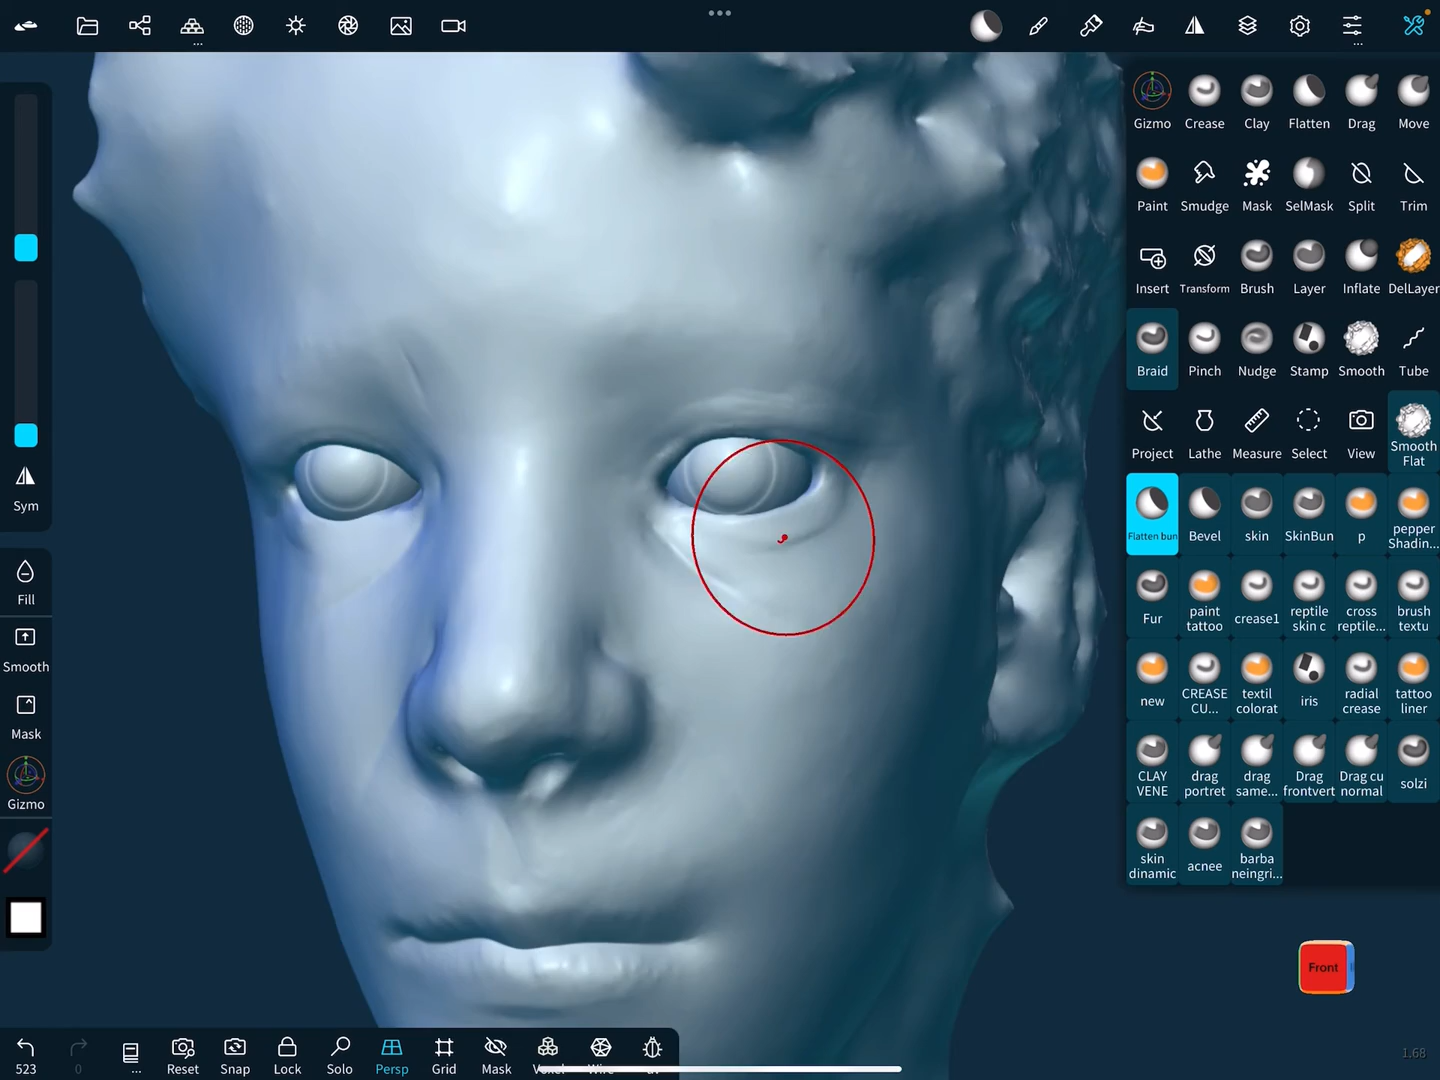 Gizmo Crease Clay Flatten Drag Move
Paint Smudge Mask SelMask Split Trim
Insert Transform Brush Layer Inflate DelLayer
Braid Pinch Nudge Stamp Smooth Tube
Project Lathe Measure Select View Smooth
Flat
Flatten bun Bevel skin SkinBun p pepper
Shadin...
Fur paint
tattoo crease1 reptile
skin c cross
reptile... brush
textu
new CREASE
CU... textil
colorat iris radial
crease tattoo
liner
CLAY
VENE drag
portret drag
same... Drag
frontvert Drag cu
normal solzi
skin
dinamic acnee barba
neingri...
Sym
Fill
Smooth
Mask
Gizmo
Front
523 0 ... Reset Snap Lock Solo Persp Grid Mask
1.68